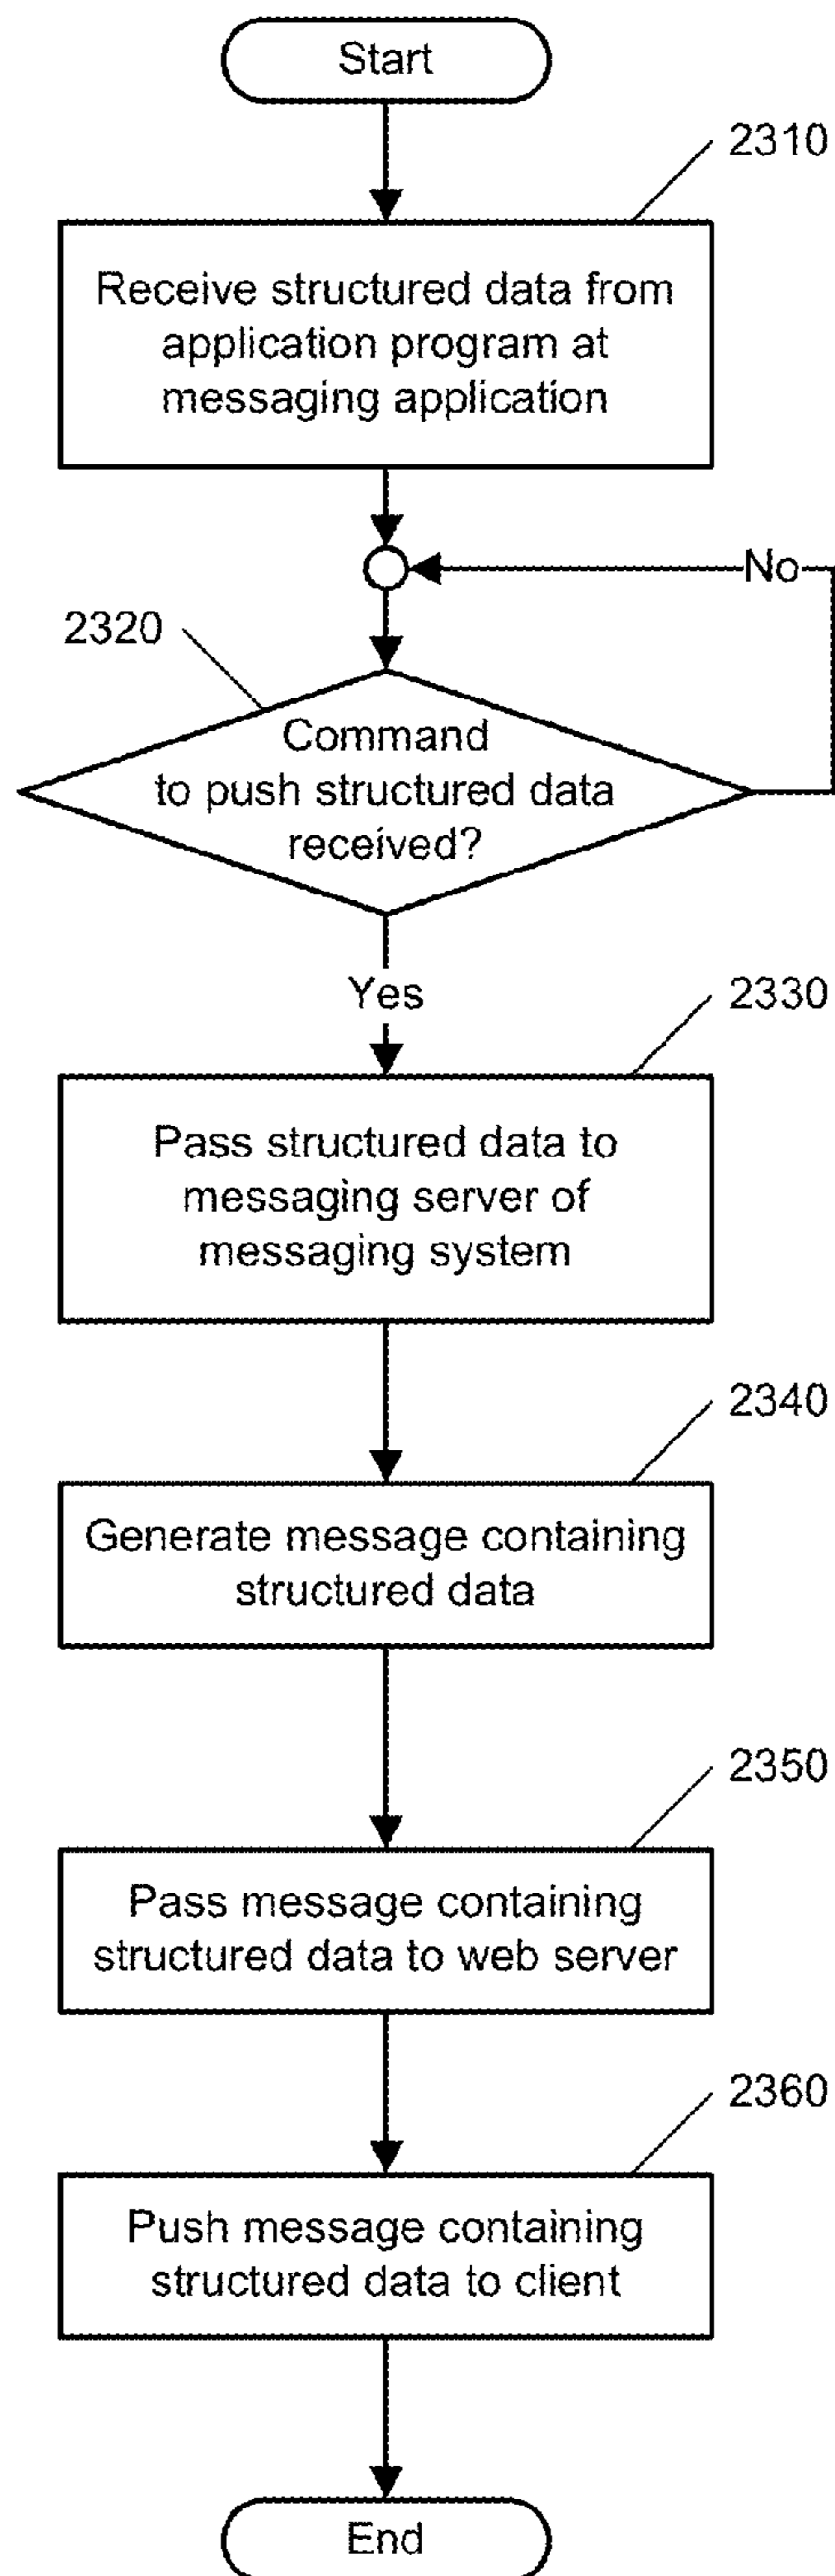 Start
2310
Receive structured data from
application program at
messaging application
No
2320
Command
to push structured data
received?
Yes
2330
Pass structured data to
messaging server of
messaging system
2340
Generate message containing
structured data
2350
Pass message containing
structured data to web server
2360
Push message containing
structured data to client
End